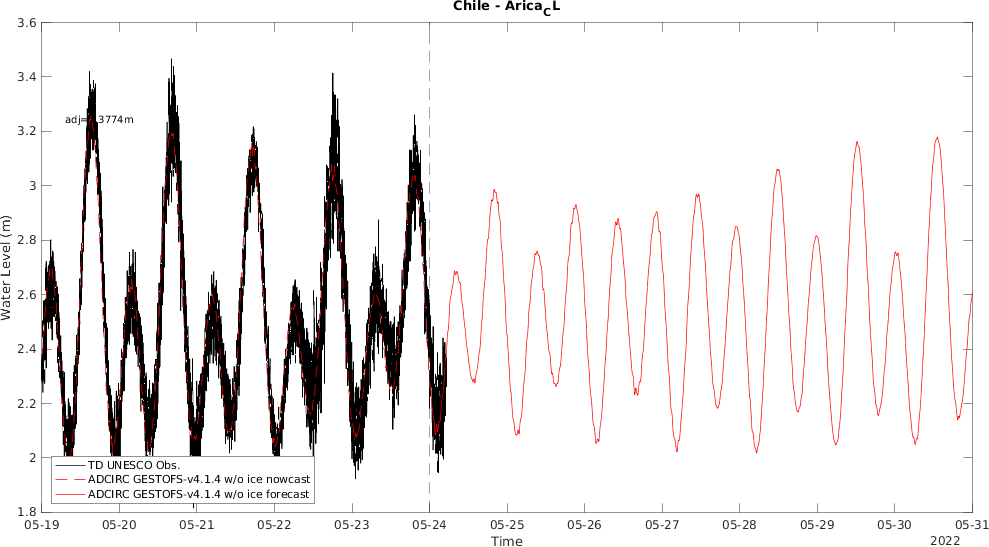 Chile - AricaCL
3.6
3.4
3.2
3
2.8
2.6
2.4
2.2
2
1.8
Water Level (m)
adj= .3774m
TD UNESCO Obs.
ADCIRC GESTOFS-v4.1.4 w/o ice nowcast
ADCIRC GESTOFS-v4.1.4 w/o ice forecast
05-19 05-20 05-21 05-22 05-23 05-24 05-25 05-26 05-27 05-28 05-29 05-30 05-31
Time
2022